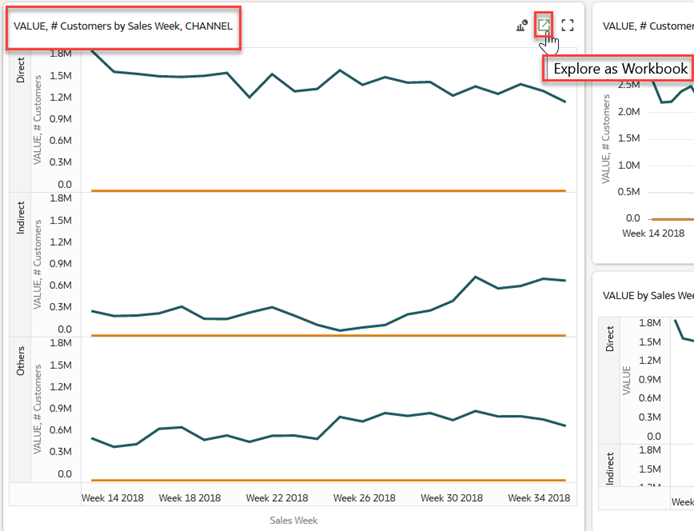 VALUE, # Customers by Sales Week, CHANNEL
Explore as Workbook
Direct
VALUE, # Customers
1.8M
1.5M
1.2M
0.9M
0.6M
0.3M
0.0
Indirect
VALUE, # Customers
1.8M
1.5M
1.2M
0.9M
0.6M
0.3M
0.0
Others
VALUE, # Customers
1.8M
1.5M
1.2M
0.9M
0.6M
0.3M
0.0
Week 14 2018 Week 18 2018 Week 22 2018 Week 26 2018 Week 30 2018 Week 34 2018
Sales Week
VALUE, # Customer
VALUE, # Customers
2.5M
2.0M
1.5M
1.0M
0.5M
0.0
Week 14 2018
VALUE by Sales Wee
Direct
VALUE
1.8M
1.5M
1.2M
0.9M
0.6M
0.3M
0.0
Indirect
1.8M
1.5M
1.2M
Week